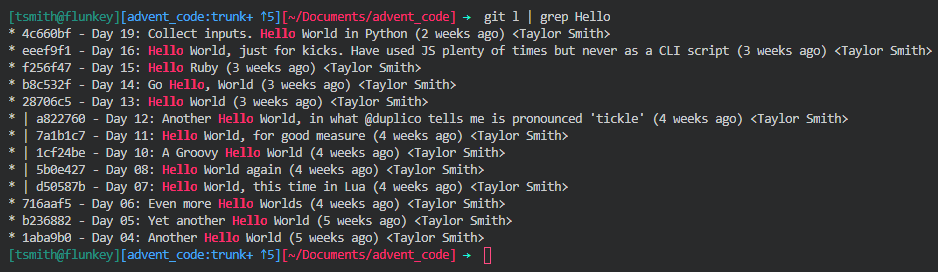 [tsmith@flunkey][advent_code:trunk+ ↑5][~/Documents/advent_code] → git l | grep Hello
* 4c660bf - Day 19: Collect inputs. Hello World in Python (2 weeks ago) <Taylor Smith>
* eeef9f1 - Day 16: Hello World, just for kicks. Have used JS plenty of times but never as a CLI script (3 weeks ago) <Taylor Smith>
* f256f47 - Day 15: Hello Ruby (3 weeks ago) <Taylor Smith>
* b8c532f - Day 14: Go Hello, World (3 weeks ago) <Taylor Smith>
* 28706c5 - Day 13: Hello World (3 weeks ago) <Taylor Smith>
* | a822760 - Day 12: Another Hello World, in what @duplico tells me is pronounced 'tickle' (4 weeks ago) <Taylor Smith>
* | 7a1b1c7 - Day 11: Hello World, for good measure (4 weeks ago) <Taylor Smith>
* | 1cf24be - Day 10: A Groovy Hello World (4 weeks ago) <Taylor Smith>
* | 5b0e427 - Day 08: Hello World again (4 weeks ago) <Taylor Smith>
* | d50587b - Day 07: Hello World, this time in Lua (4 weeks ago) <Taylor Smith>
* 716aaf5 - Day 06: Even more Hello Worlds (4 weeks ago) <Taylor Smith>
* b236882 - Day 05: Yet another Hello World (5 weeks ago) <Taylor Smith>
* 1aba9b0 - Day 04: Another Hello World (5 weeks ago) <Taylor Smith>
[tsmith@flunkey][advent_code:trunk+ ↑5][~/Documents/advent_code] →